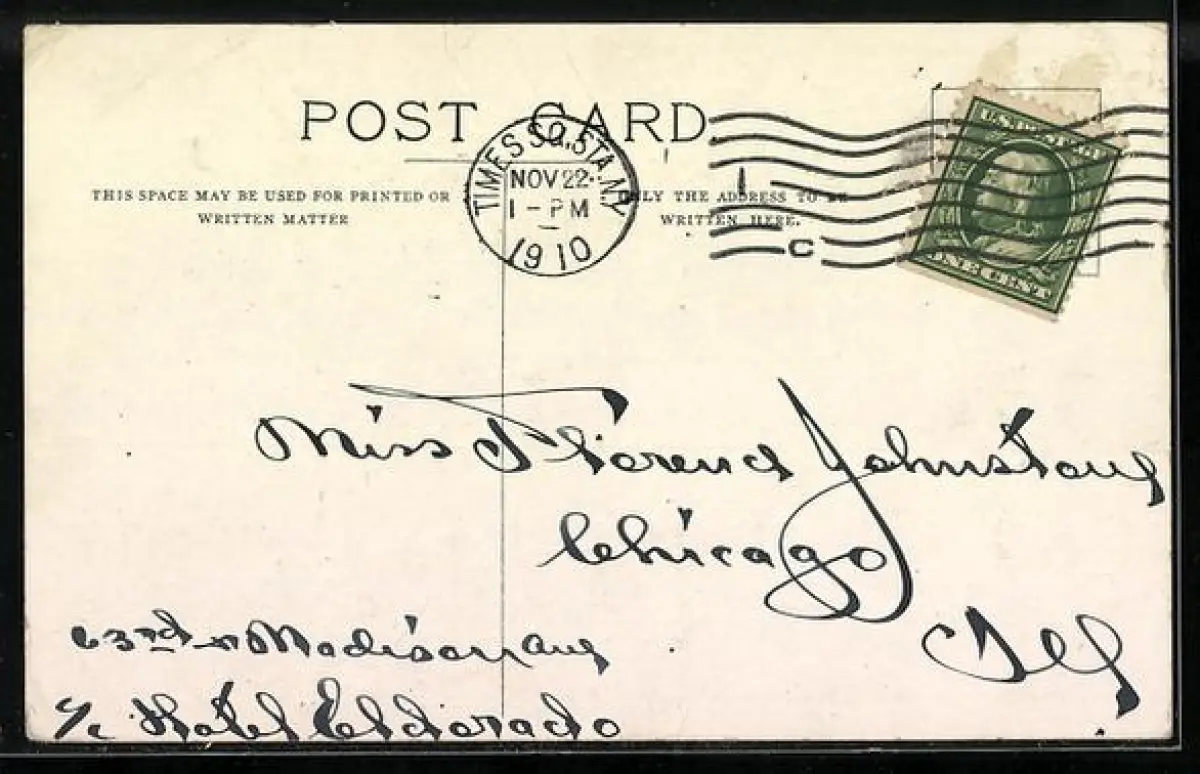 POST CARD
THIS SPACE MAY BE USED FOR PRINTED OR
WRITTEN MATTER
ONLY THE ADDRESS TO BE
WRITTEN HERE.
TIMES SQ. STA. N.Y.
NOV 22
1 - PM
1910
C
U.S. POSTAGE
ONE CENT
Miss Florence Johnstone
Chicago
Ill
63rd & Madison Ave
c/o Hotel Eldorado